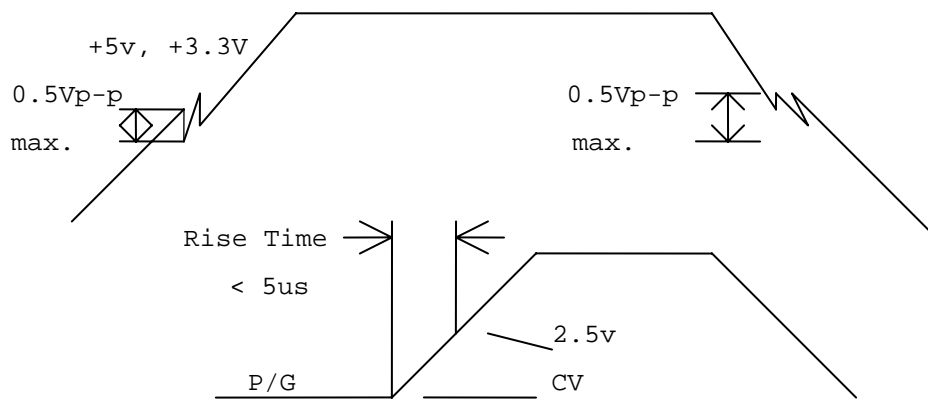 +5v, +3.3V
0.5Vp-p
max.
0.5Vp-p
max.
Rise Time
< 5us
2.5v
P/G
CV